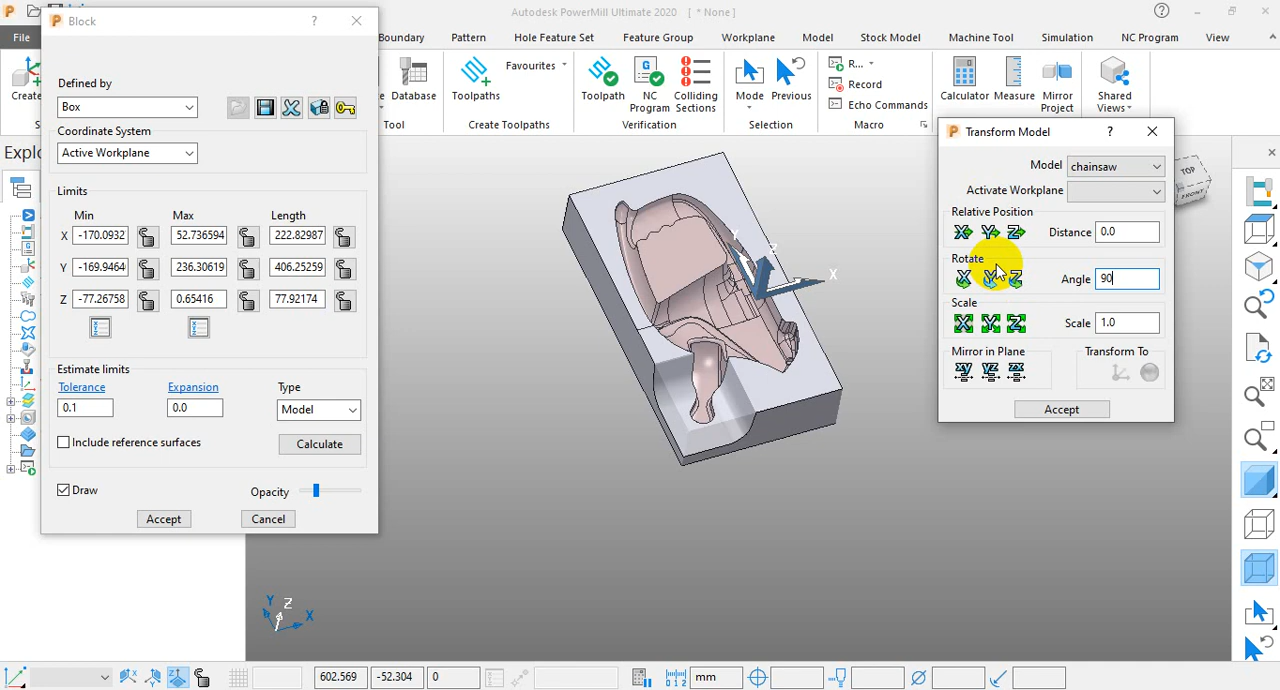 Autodesk PowerMill Ultimate 2020 [ * None ]
File
Boundary
Pattern
Hole Feature Set
Feature Group
Workplane
Model
Stock Model
Machine Tool
Simulation
NC Program
View
Create
Database
Tool
Toolpaths
Favourites
Create Toolpaths
Toolpath
NC Program
Colliding Sections
Verification
Mode
Previous
Selection
R...
Record
Echo Commands
Macro
Calculator
Measure
Mirror Project
Shared Views
Block
?
Defined by
Box
Coordinate System
Active Workplane
Limits
Min Max Length
X -170.0932 52.736594 222.82987
Y -169.9464 236.30619 406.25259
Z -77.26758 0.65416 77.92174
Estimate limits
Tolerance Expansion Type
0.1 0.0 Model
Include reference surfaces
Calculate
Draw
Opacity
Accept
Cancel
Transform Model
?
Model chainsaw
Activate Workplane
Relative Position
X Y Z Distance 0.0
Rotate
X Y Z Angle 90
Scale
X Y Z Scale 1.0
Mirror in Plane
XY YZ ZX
Transform To
Accept
TOP
FRONT
Y
Z
X
Y
Z
X
602.569
-52.304
0
mm